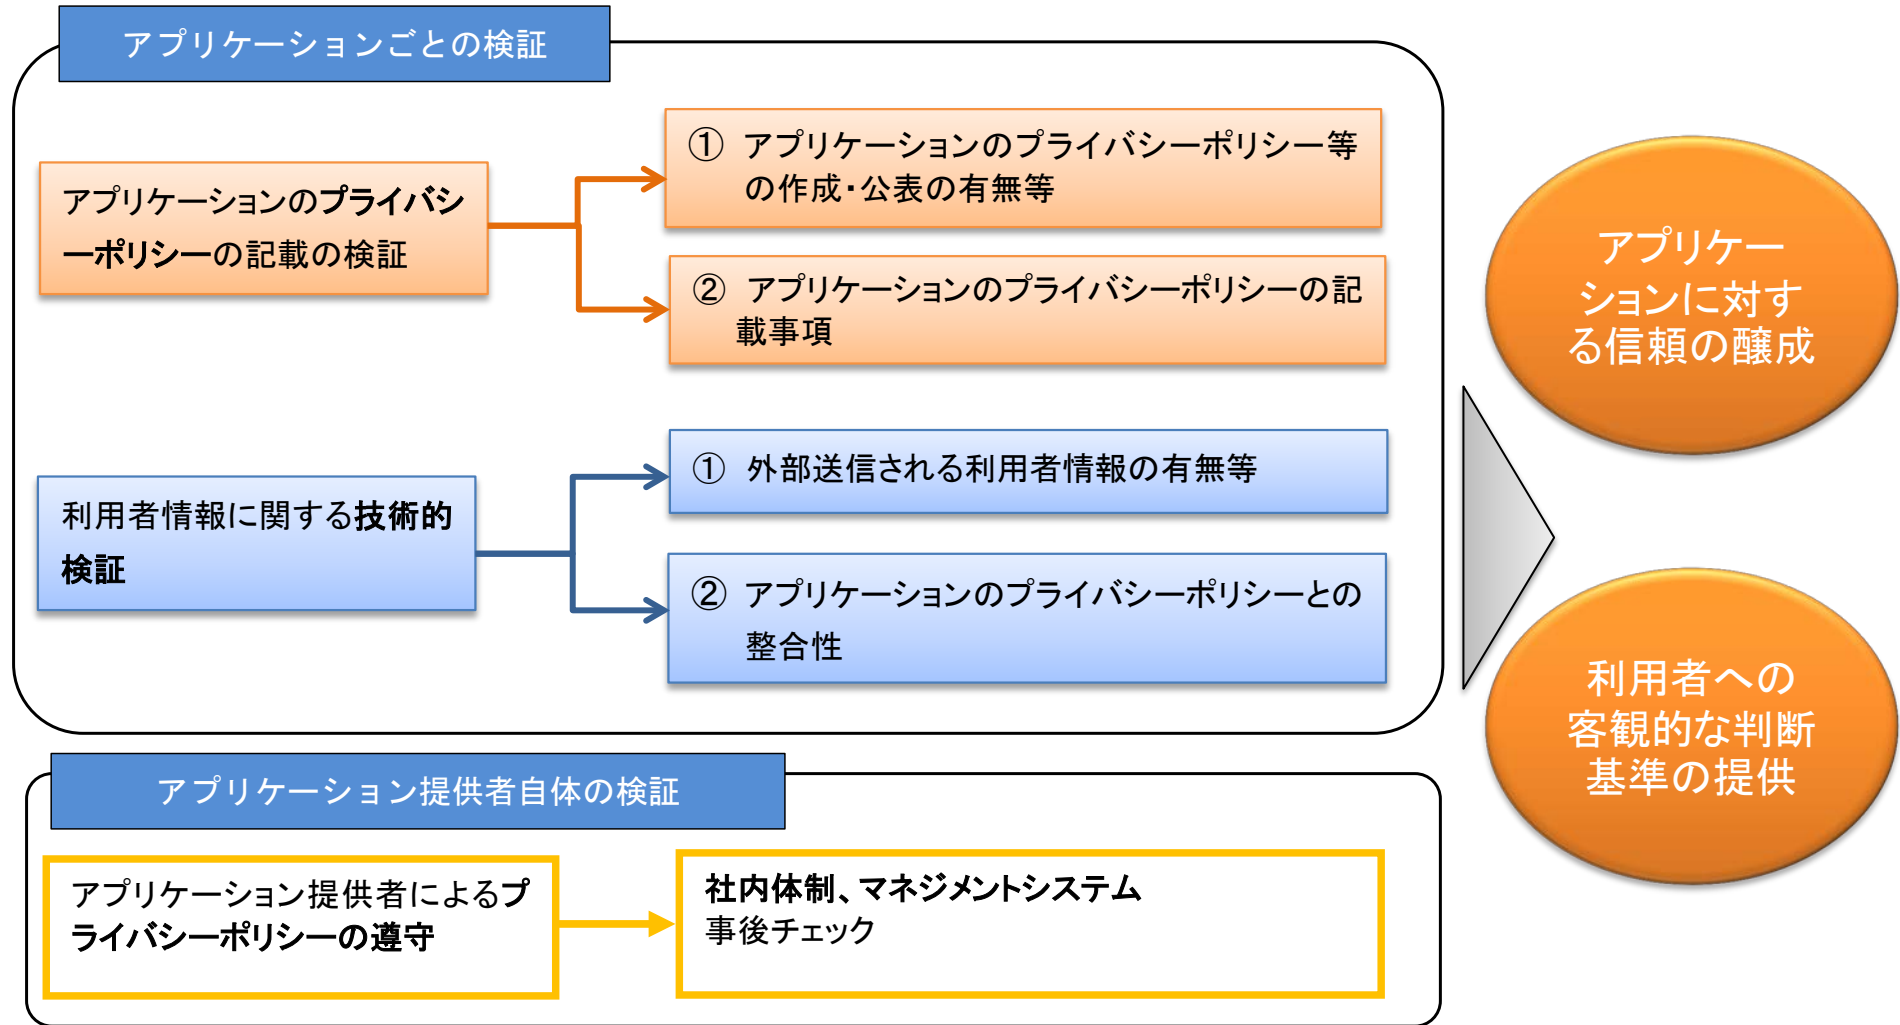 アプリケーションごとの検証
アプリケーションのプライバシ
ーポリシーの記載の検証
① アプリケーションのプライバシーポリシー等
の作成・公表の有無等
② アプリケーションのプライバシーポリシーの記
載事項
利用者情報に関する技術的
検証
① 外部送信される利用者情報の有無等
② アプリケーションのプライバシーポリシーとの
整合性
アプリケーション提供者自体の検証
アプリケーション提供者によるプ
ライバシーポリシーの遵守
社内体制、マネジメントシステム
事後チェック
アプリケー
ションに対す
る信頼の醸成
利用者への
客観的な判断
基準の提供